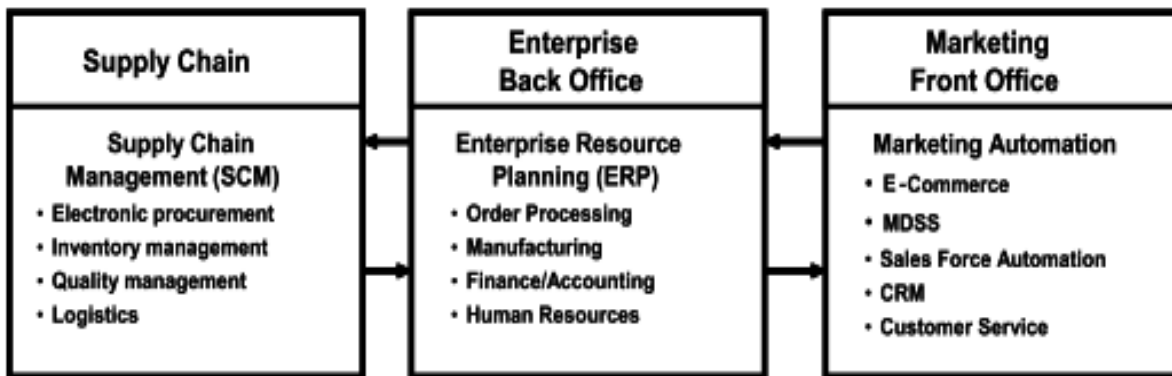 Supply Chain
Supply Chain
Management (SCM)
• Electronic procurement
• Inventory management
• Quality management
• Logistics
Enterprise
Back Office
Enterprise Resource
Planning (ERP)
• Order Processing
• Manufacturing
• Finance/Accounting
• Human Resources
Marketing
Front Office
Marketing Automation
• E-Commerce
• MDSS
• Sales Force Automation
• CRM
• Customer Service